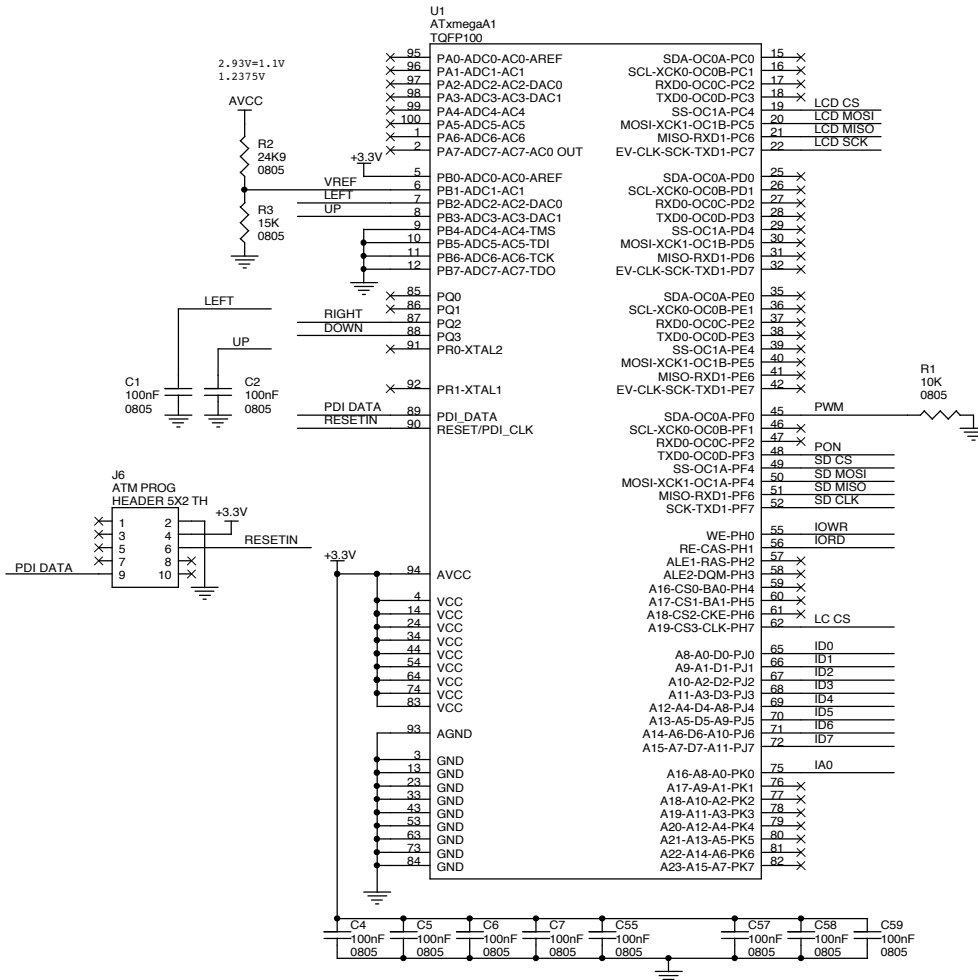 U1
ATxmegaA1
TQFP100
2.93V=1.1V
1.2375V
AVCC
R2
24K9
0805
R3
15K
0805
+3.3V
VREF
LEFT
UP
95 PA0-ADC0-AC0-AREF
96 PA1-ADC1-AC1
97 PA2-ADC2-AC2-DAC0
98 PA3-ADC3-AC3-DAC1
99 PA4-ADC4-AC4
100 PA5-ADC5-AC5
1 PA6-ADC6-AC6
2 PA7-ADC7-AC7-AC0 OUT
5 PB0-ADC0-AC0-AREF
6 PB1-ADC1-AC1
7 PB2-ADC2-AC2-DAC0
8 PB3-ADC3-AC3-DAC1
9 PB4-ADC4-AC4-TMS
10 PB5-ADC5-AC5-TDI
11 PB6-ADC6-AC6-TCK
12 PB7-ADC7-AC7-TDO
85 PQ0
86 PQ1
RIGHT 87 PQ2
DOWN 88 PQ3
91 PR0-XTAL2
92 PR1-XTAL1
PDI DATA 89 PDI_DATA
RESETIN 90 RESET/PDI_CLK
LEFT
UP
C1
100nF
0805
C2
100nF
0805
J6
ATM PROG
HEADER 5X2 TH
1 2
3 4 +3.3V
5 6 RESETIN
7 8
PDI DATA 9 10
+3.3V
94 AVCC
4 VCC
14 VCC
24 VCC
34 VCC
44 VCC
54 VCC
64 VCC
74 VCC
83 VCC
93 AGND
3 GND
13 GND
23 GND
33 GND
43 GND
53 GND
63 GND
73 GND
84 GND
SDA-OC0A-PC0 15
SCL-XCK0-OC0B-PC1 16
RXD0-OC0C-PC2 17
TXD0-OC0D-PC3 18
SS-OC1A-PC4 19 LCD CS
MOSI-XCK1-OC1B-PC5 20 LCD MOSI
MISO-RXD1-PC6 21 LCD MISO
EV-CLK-SCK-TXD1-PC7 22 LCD SCK
SDA-OC0A-PD0 25
SCL-XCK0-OC0B-PD1 26
RXD0-OC0C-PD2 27
TXD0-OC0D-PD3 28
SS-OC1A-PD4 29
MOSI-XCK1-OC1B-PD5 30
MISO-RXD1-PD6 31
EV-CLK-SCK-TXD1-PD7 32
SDA-OC0A-PE0 35
SCL-XCK0-OC0B-PE1 36
RXD0-OC0C-PE2 37
TXD0-OC0D-PE3 38
SS-OC1A-PE4 39
MOSI-XCK1-OC1B-PE5 40
MISO-RXD1-PE6 41
EV-CLK-SCK-TXD1-PE7 42
SDA-OC0A-PF0 45 PWM
SCL-XCK0-OC0B-PF1 46
RXD0-OC0C-PF2 47
TXD0-OC0D-PF3 48 PON
SS-OC1A-PF4 49 SD CS
MOSI-XCK1-OC1A-PF4 50 SD MOSI
MISO-RXD1-PF6 51 SD MISO
SCK-TXD1-PF7 52 SD CLK
R1
10K
0805
WE-PH0 55 IOWR
RE-CAS-PH1 56 IORD
ALE1-RAS-PH2 57
ALE2-DQM-PH3 58
A16-CS0-BA0-PH4 59
A17-CS1-BA1-PH5 60
A18-CS2-CKE-PH6 61
A19-CS3-CLK-PH7 62 LC CS
A8-A0-D0-PJ0 65 ID0
A9-A1-D1-PJ1 66 ID1
A10-A2-D2-PJ2 67 ID2
A11-A3-D3-PJ3 68 ID3
A12-A4-D4-A8-PJ4 69 ID4
A13-A5-D5-A9-PJ5 70 ID5
A14-A6-D6-A10-PJ6 71 ID6
A15-A7-D7-A11-PJ7 72 ID7
A16-A8-A0-PK0 75 IA0
A17-A9-A1-PK1 76
A18-A10-A2-PK2 77
A19-A11-A3-PK3 78
A20-A12-A4-PK4 79
A21-A13-A5-PK5 80
A22-A14-A6-PK6 81
A23-A15-A7-PK7 82
C4
100nF
0805
C5
100nF
0805
C6
100nF
0805
C7
100nF
0805
C55
100nF
0805
C57
100nF
0805
C58
100nF
0805
C59
100nF
0805